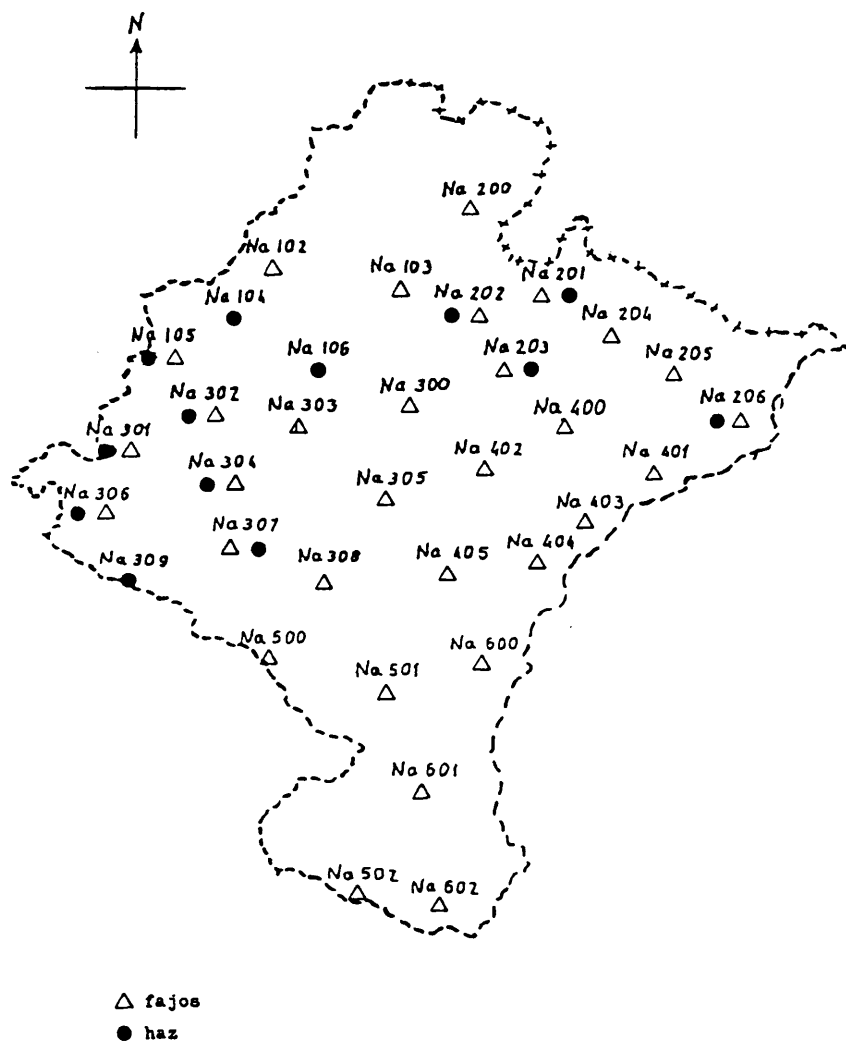 N
Na 200
Na 102
Na 103
Na 201
Na 104
Na 202
Na 204
Na 105
Na 106
Na 203
Na 205
Na 300
Na 302
Na 303
Na 400
Na 206
Na 301
Na 304
Na 402
Na 401
Na 305
Na 306
Na 403
Na 307
Na 308
Na 405
Na 404
Na 309
Na 500
Na 600
Na 501
Na 601
Na 502
Na 602
fajos
haz